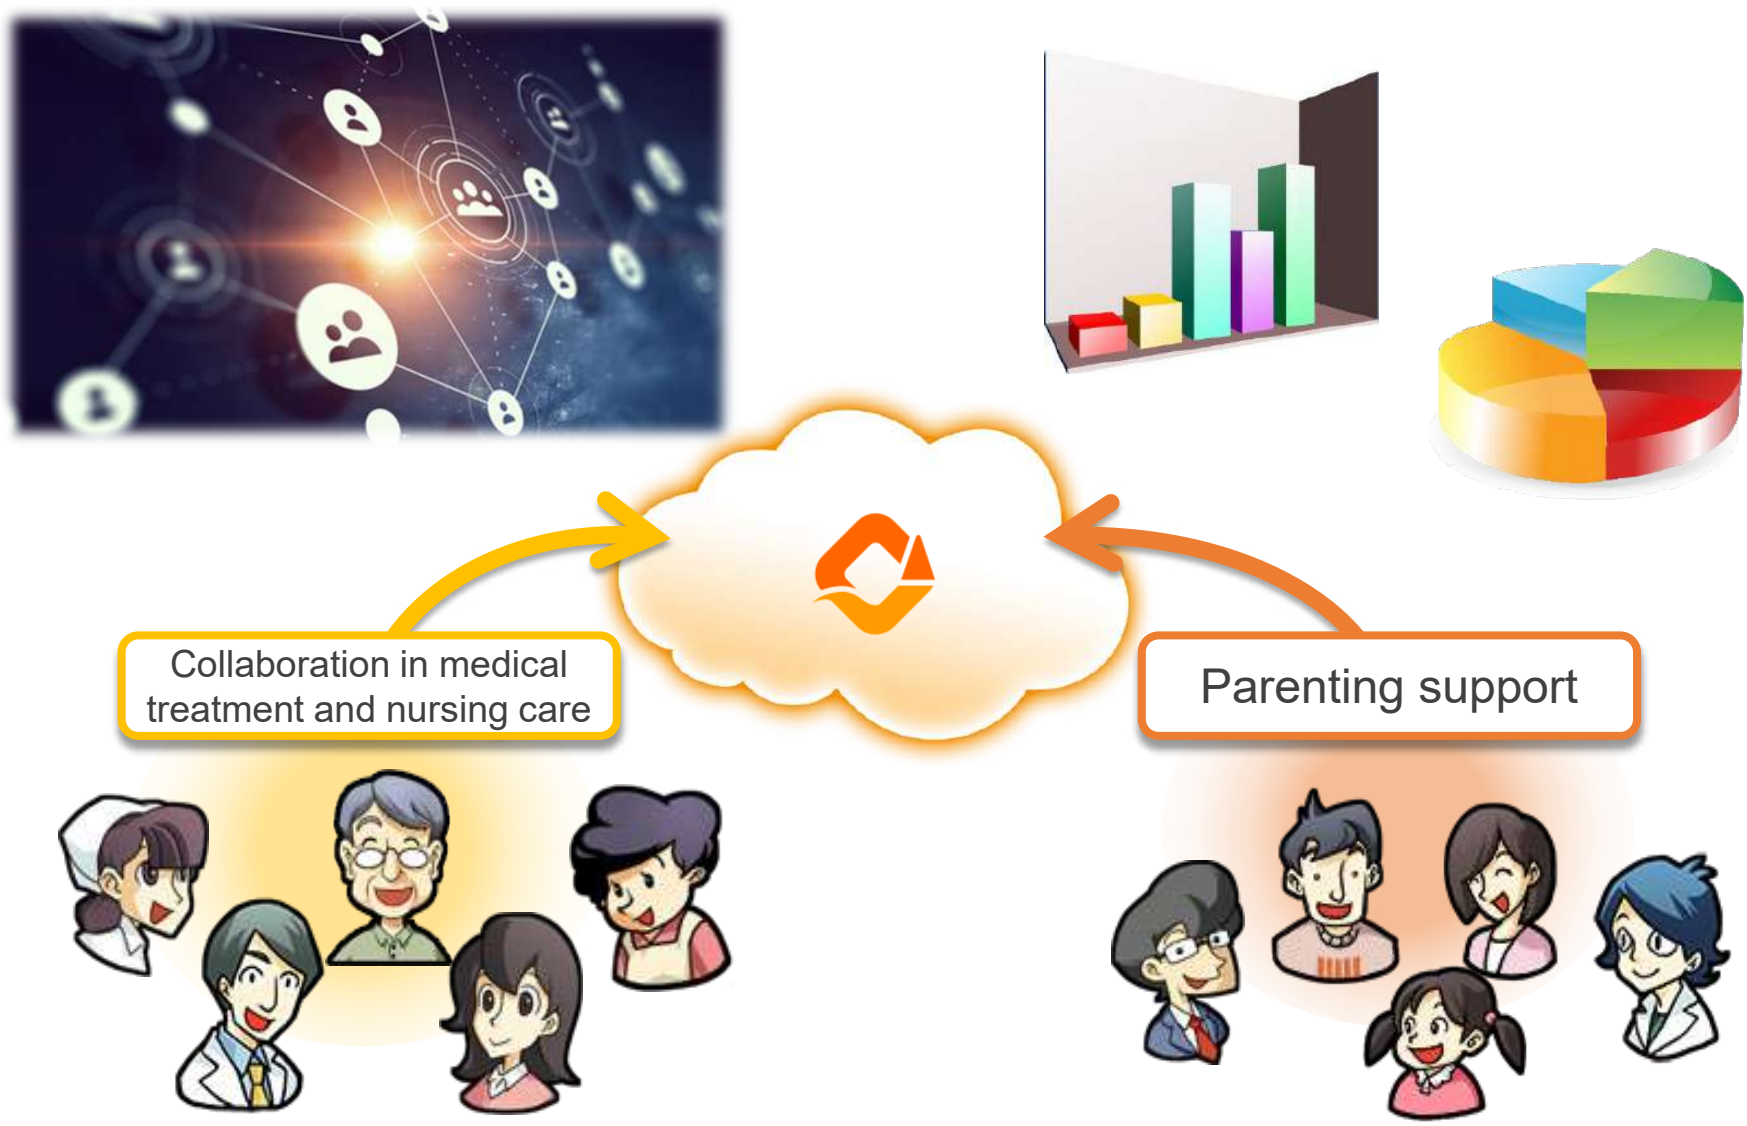 Collaboration in medical
treatment and nursing care
Parenting support